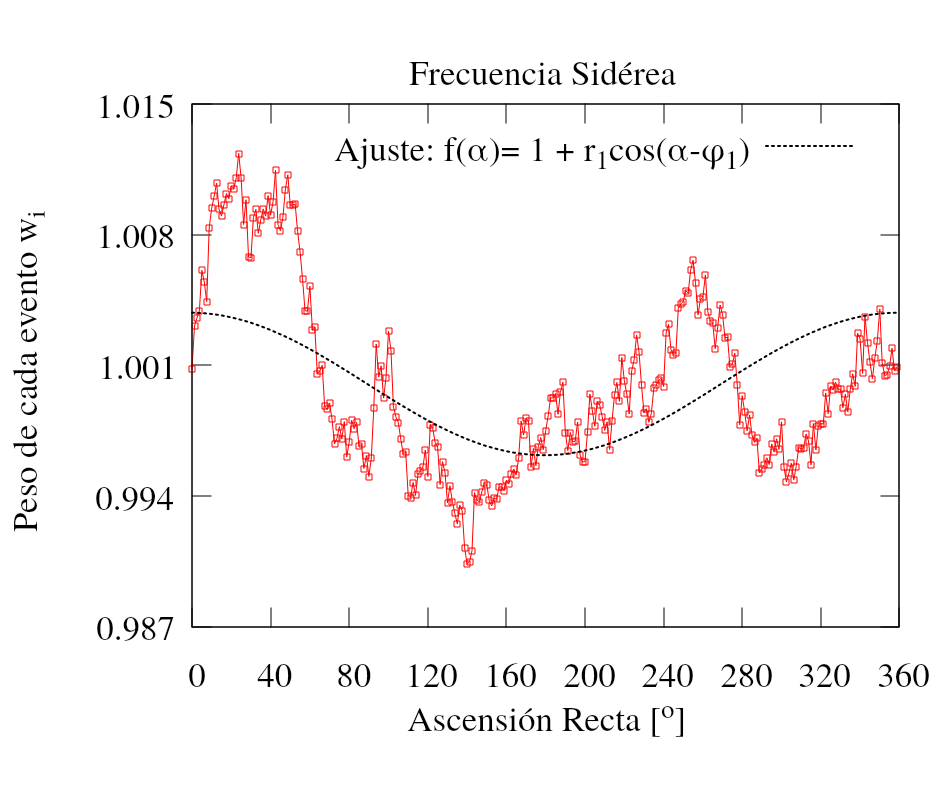 Frecuencia Sidérea
1.015
1.008
1.001
0.994
0.987
Peso de cada evento wᵢ
Ajuste: f(α)= 1 + r₁cos(α-φ₁)
0 40 80 120 160 200 240 280 320 360
Ascensión Recta [º]